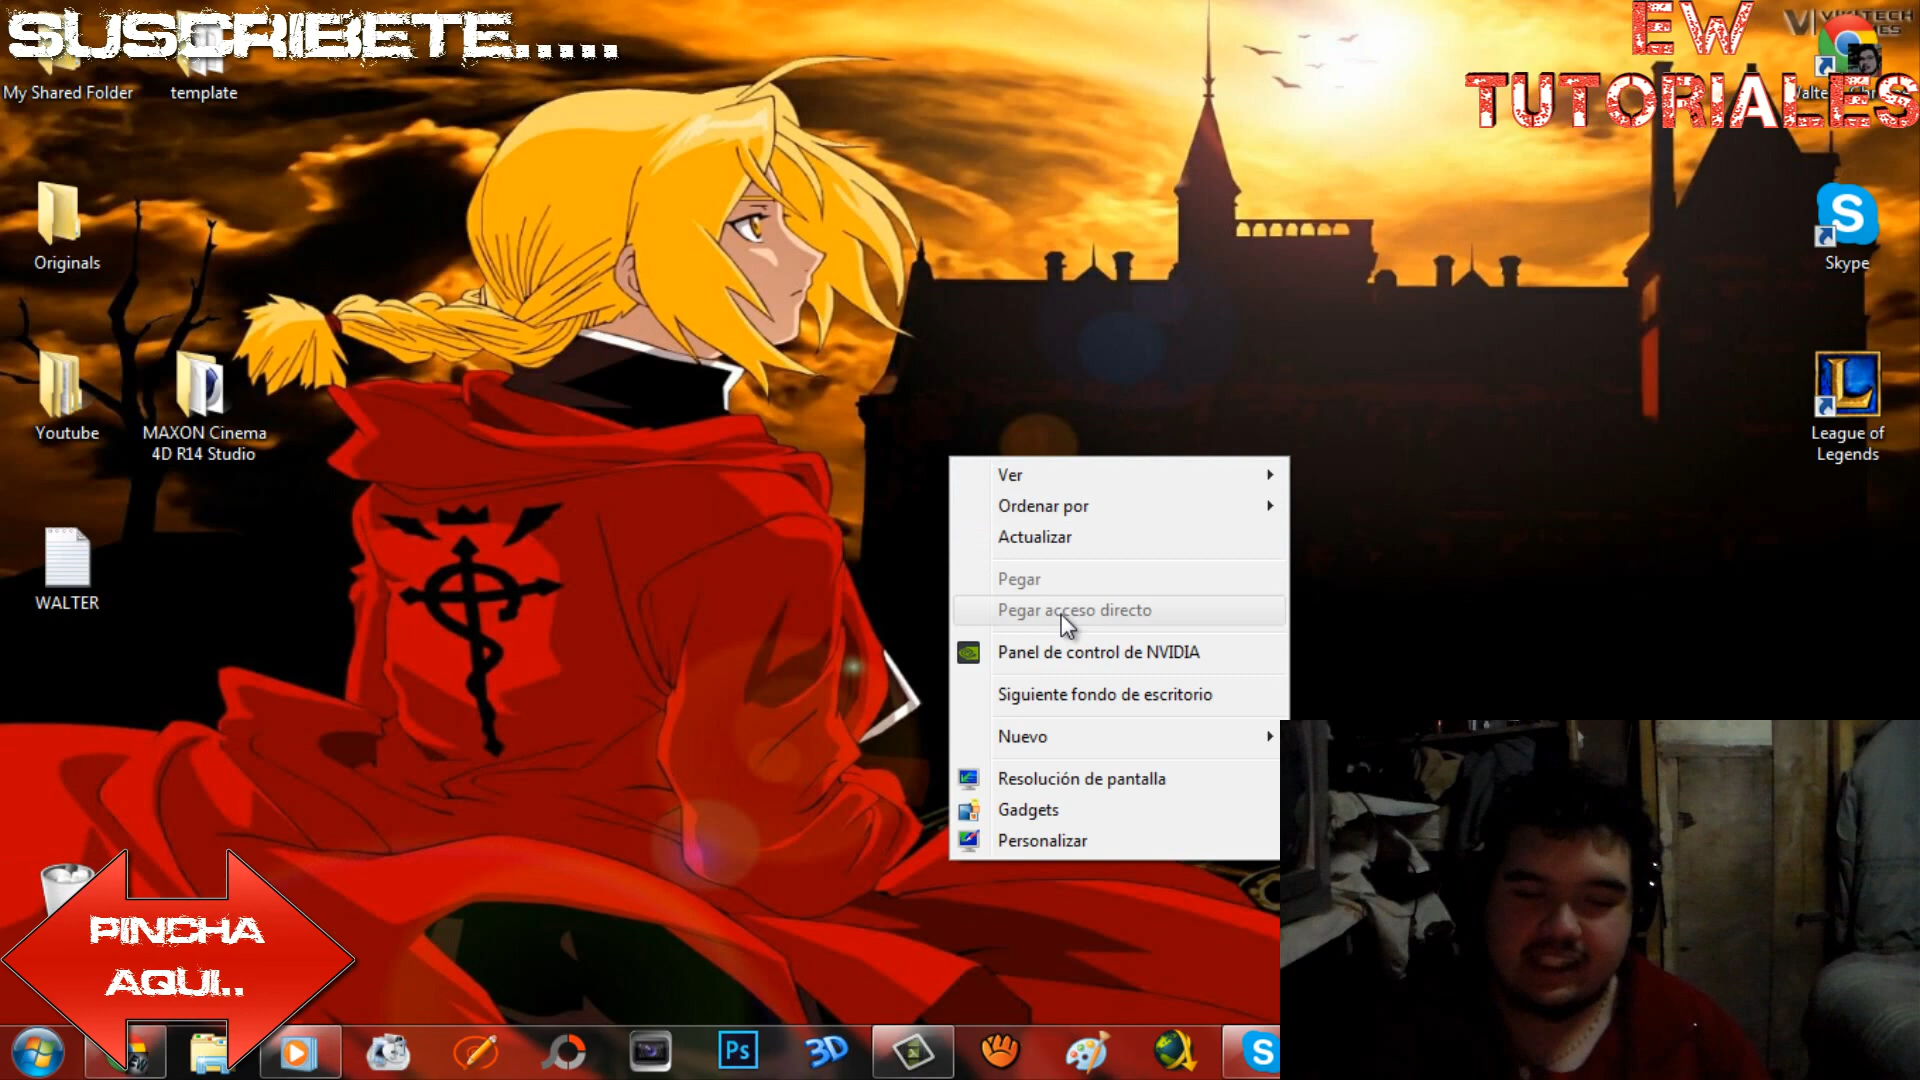 SUSCRIBETE.....
EW
TUTORIALES
My Shared Folder
template
Originals
Skype
Youtube
MAXON Cinema
4D R14 Studio
League of
Legends
WALTER
Ver
Ordenar por
Actualizar
Pegar
Pegar acceso directo
Panel de control de NVIDIA
Siguiente fondo de escritorio
Nuevo
Resolución de pantalla
Gadgets
Personalizar
PINCHA
AQUI..
Ps
3D